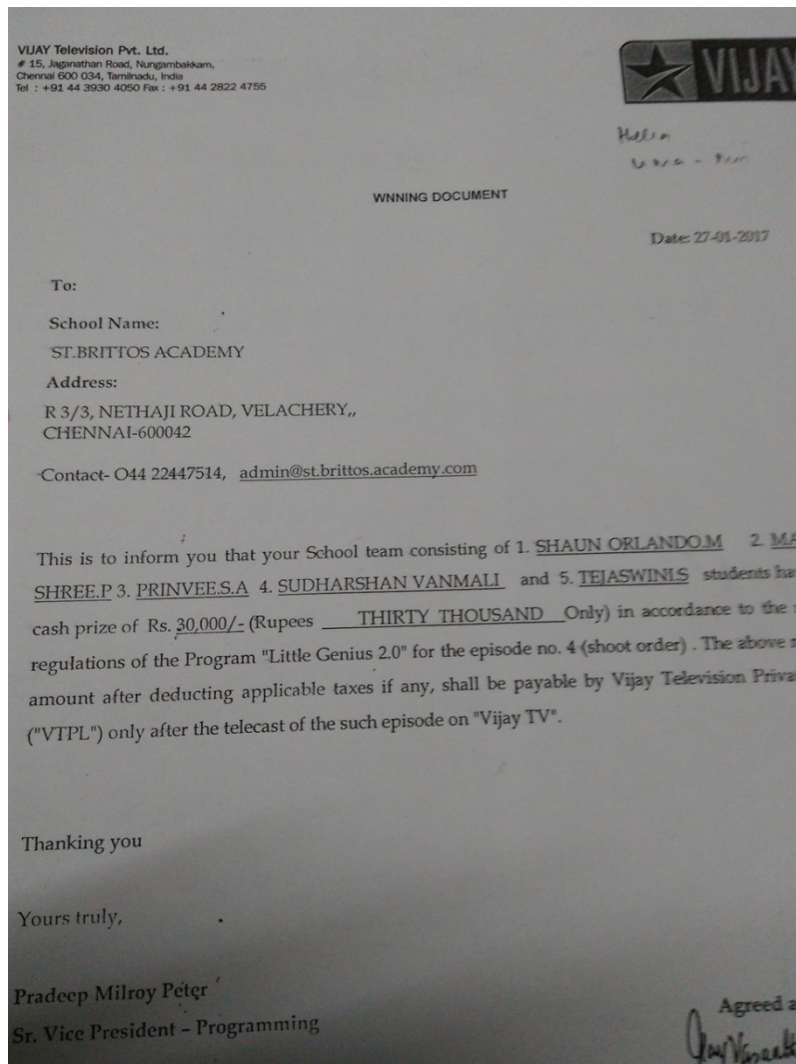 VIJAY Television Pvt. Ltd.
# 15, Jaganathan Road, Nungambakkam,
Chennai 600 034, Tamilnadu, India
Tel : +91 44 3930 4050 Fax : +91 44 2822 4755
VIJAY
WNNING DOCUMENT
Date: 27-01-2017
To:
School Name:
ST.BRITTOS ACADEMY
Address:
R 3/3, NETHAJI ROAD, VELACHERY,,
CHENNAI-600042
Contact- O44 22447514, admin@st.brittos.academy.com
This is to inform you that your School team consisting of 1. SHAUN ORLANDO.M 2. MA
SHREE.P 3. PRINVEE.S.A 4. SUDHARSHAN VANMALI and 5. TEJASWINI.S students ha
cash prize of Rs. 30,000/- (Rupees THIRTY THOUSAND Only) in accordance to the
regulations of the Program "Little Genius 2.0" for the episode no. 4 (shoot order) . The above
amount after deducting applicable taxes if any, shall be payable by Vijay Television Priva
("VTPL") only after the telecast of the such episode on "Vijay TV".
Thanking you
Yours truly,
Pradeep Milroy Peter
Sr. Vice President – Programming
Agreed a